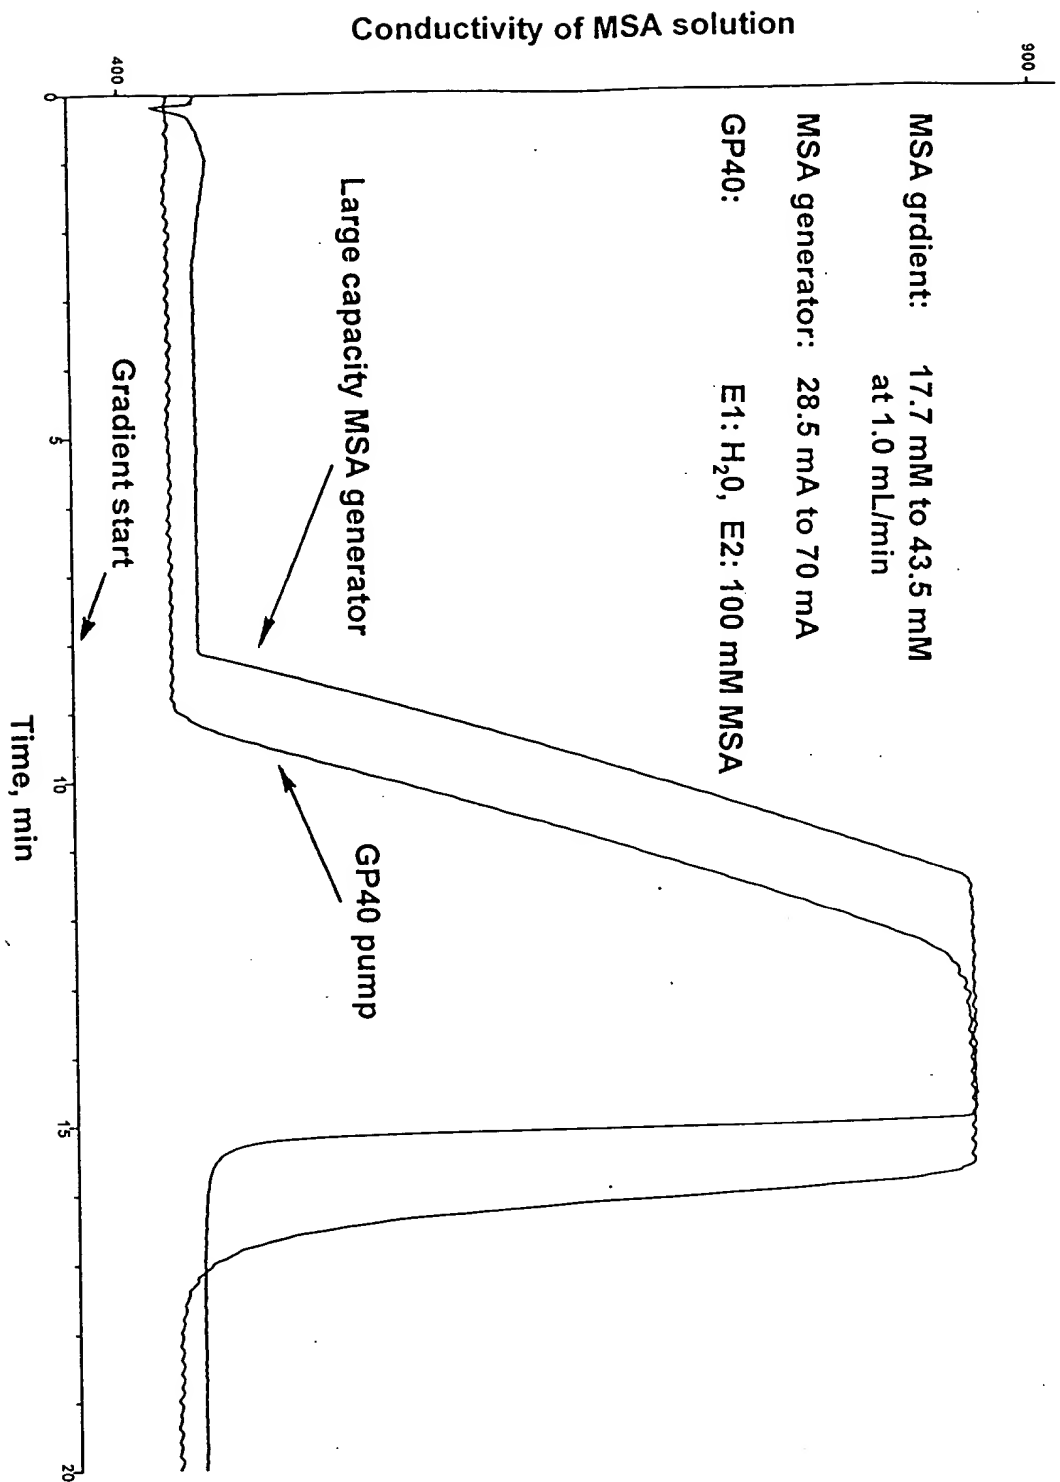 Conductivity of MSA solution
900
400
MSA grdient: 17.7 mM to 43.5 mM
at 1.0 mL/min
MSA generator: 28.5 mA to 70 mA
GP40: E1: H₂0, E2: 100 mM MSA
Large capacity MSA generator
GP40 pump
Gradient start
0
5
10
15
20
Time, min